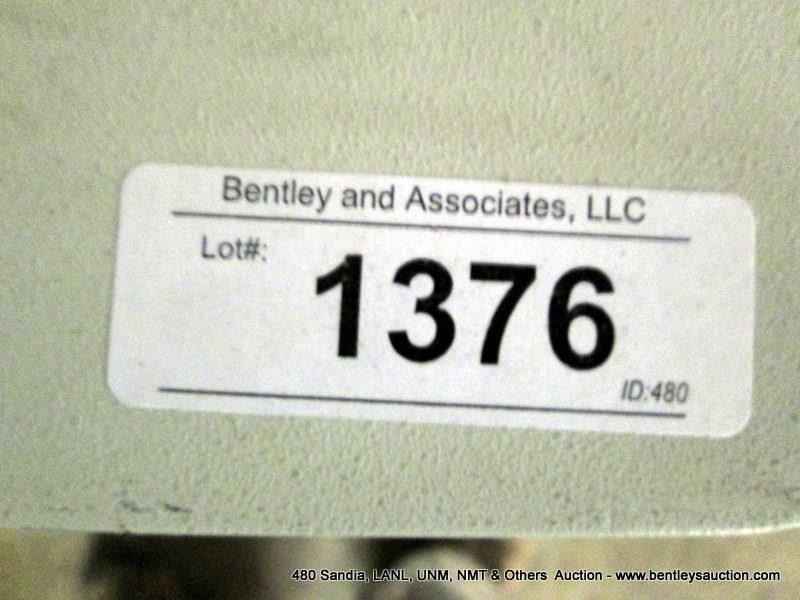 Bentley and Associates, LLC
Lot#:
1376
ID:480
480 Sandia, LANL, UNM, NMT & Others Auction - www.bentleysauction.com